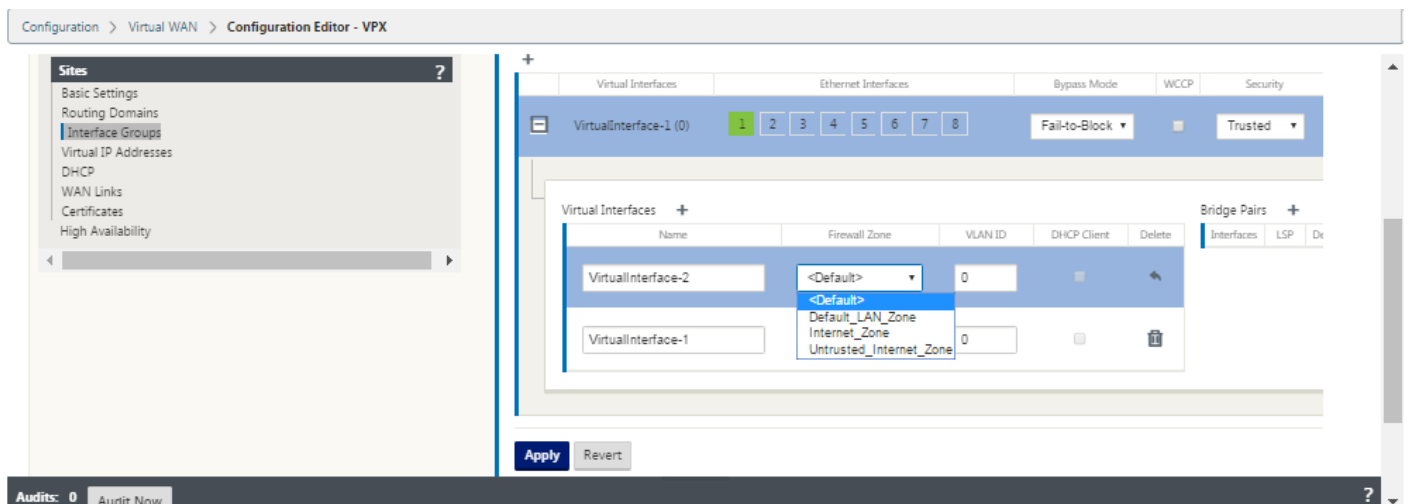 Configuration > Virtual WAN > Configuration Editor - VPX
Sites ?
Basic Settings
Routing Domains
Interface Groups
Virtual IP Addresses
DHCP
WAN Links
Certificates
High Availability
+
Virtual Interfaces Ethernet Interfaces Bypass Mode WCCP Security
VirtualInterface-1 (0) 1 2 3 4 5 6 7 8 Fail-to-Block Trusted
Virtual Interfaces + Bridge Pairs +
Name Firewall Zone VLAN ID DHCP Client Delete Interfaces LSP De
VirtualInterface-2 <Default> 0
<Default>
Default_LAN_Zone
Internet_Zone
Untrusted_Internet_Zone
VirtualInterface-1 0
Apply Revert
Audits: 0 Audit Now ?